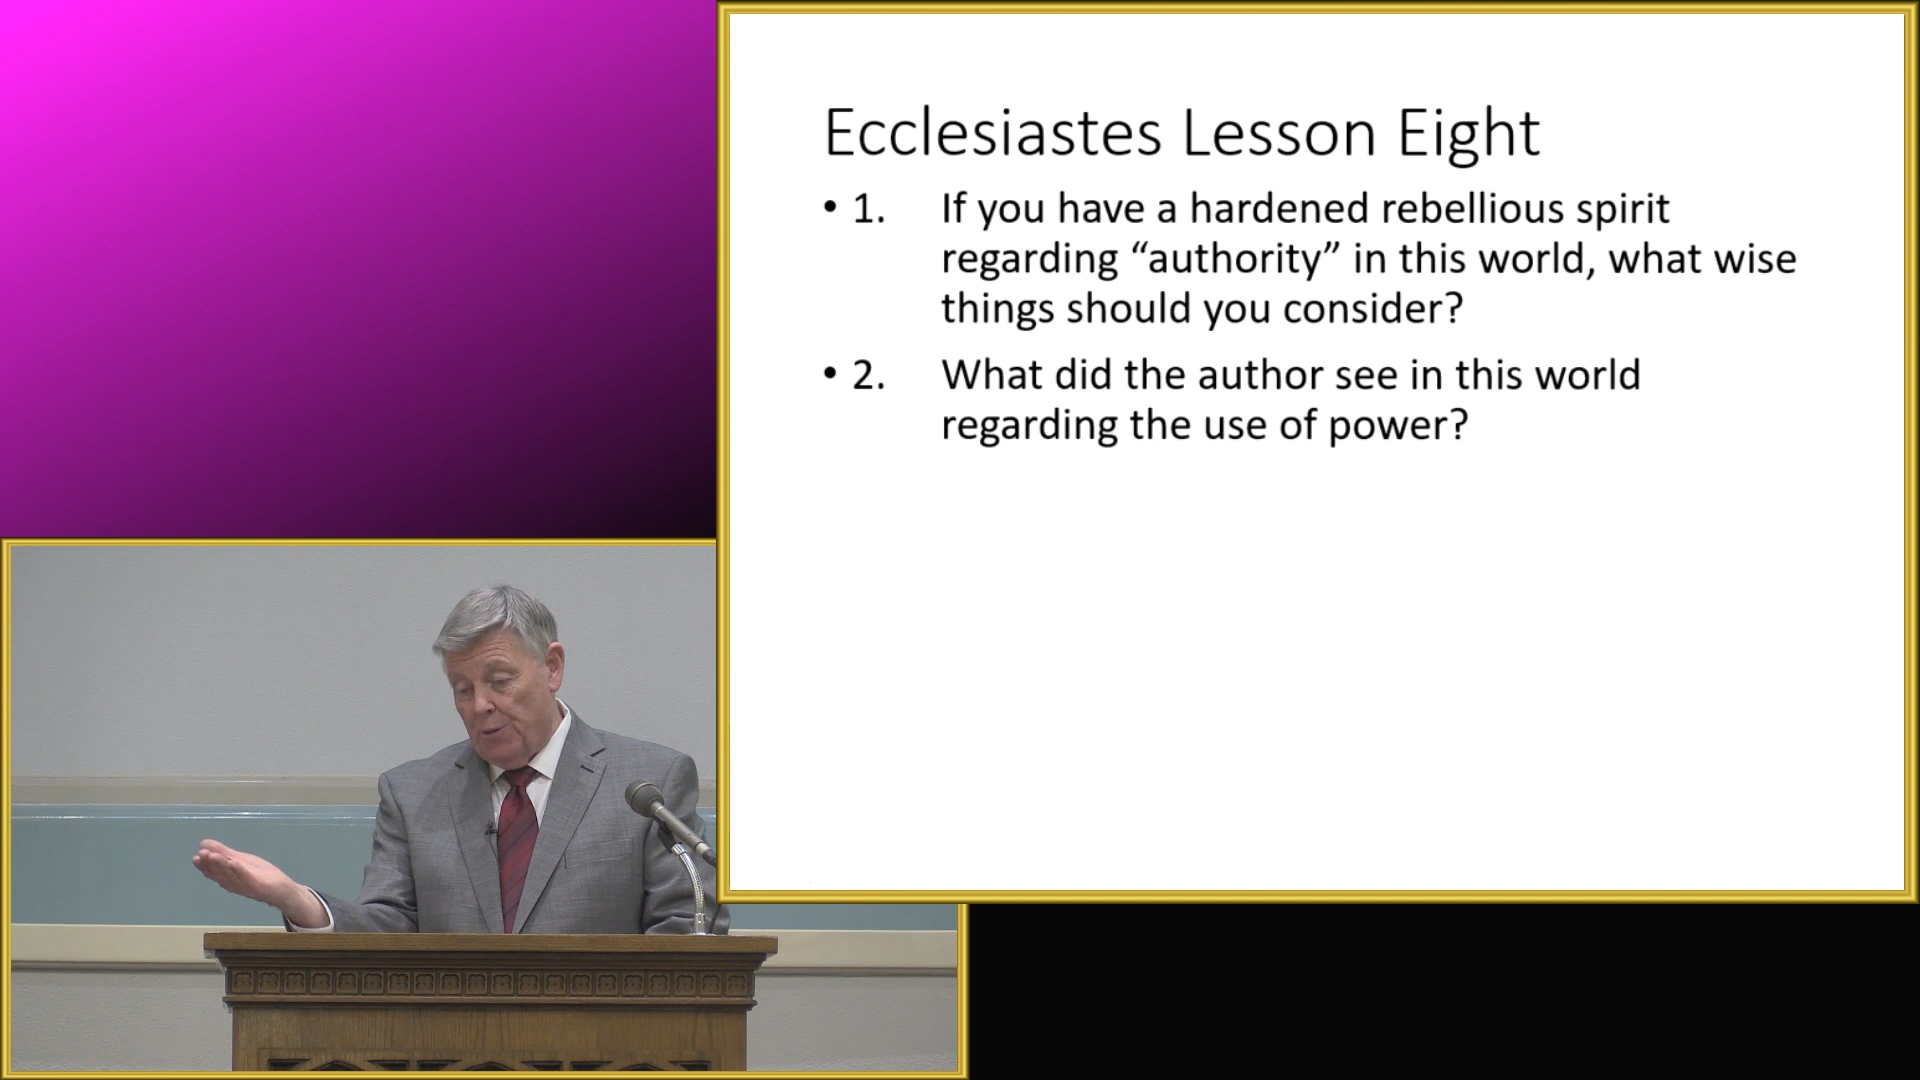 Ecclesiastes Lesson Eight
• 1. If you have a hardened rebellious spirit
regarding “authority” in this world, what wise
things should you consider?
• 2. What did the author see in this world
regarding the use of power?